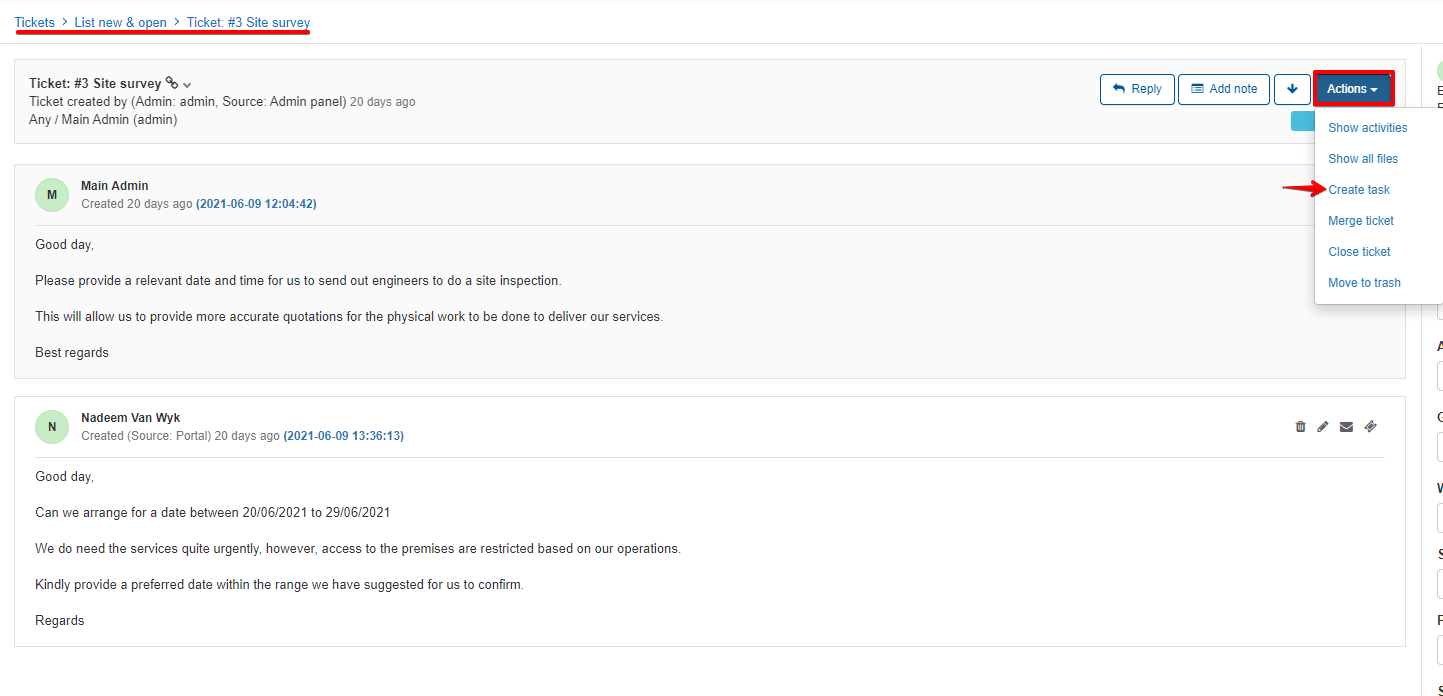 Tickets > List new & open > Ticket: #3 Site survey
Ticket: #3 Site survey
Ticket created by (Admin: admin, Source: Admin panel) 20 days ago
Any / Main Admin (admin)
Reply
Add note
Actions
Show activities
Show all files
Create task
Merge ticket
Close ticket
Move to trash
M
Main Admin
Created 20 days ago (2021-06-09 12:04:42)
Good day,
Please provide a relevant date and time for us to send out engineers to do a site inspection.
This will allow us to provide more accurate quotations for the physical work to be done to deliver our services.
Best regards
N
Nadeem Van Wyk
Created (Source: Portal) 20 days ago (2021-06-09 13:36:13)
Good day,
Can we arrange for a date between 20/06/2021 to 29/06/2021
We do need the services quite urgently, however, access to the premises are restricted based on our operations.
Kindly provide a preferred date within the range we have suggested for us to confirm.
Regards